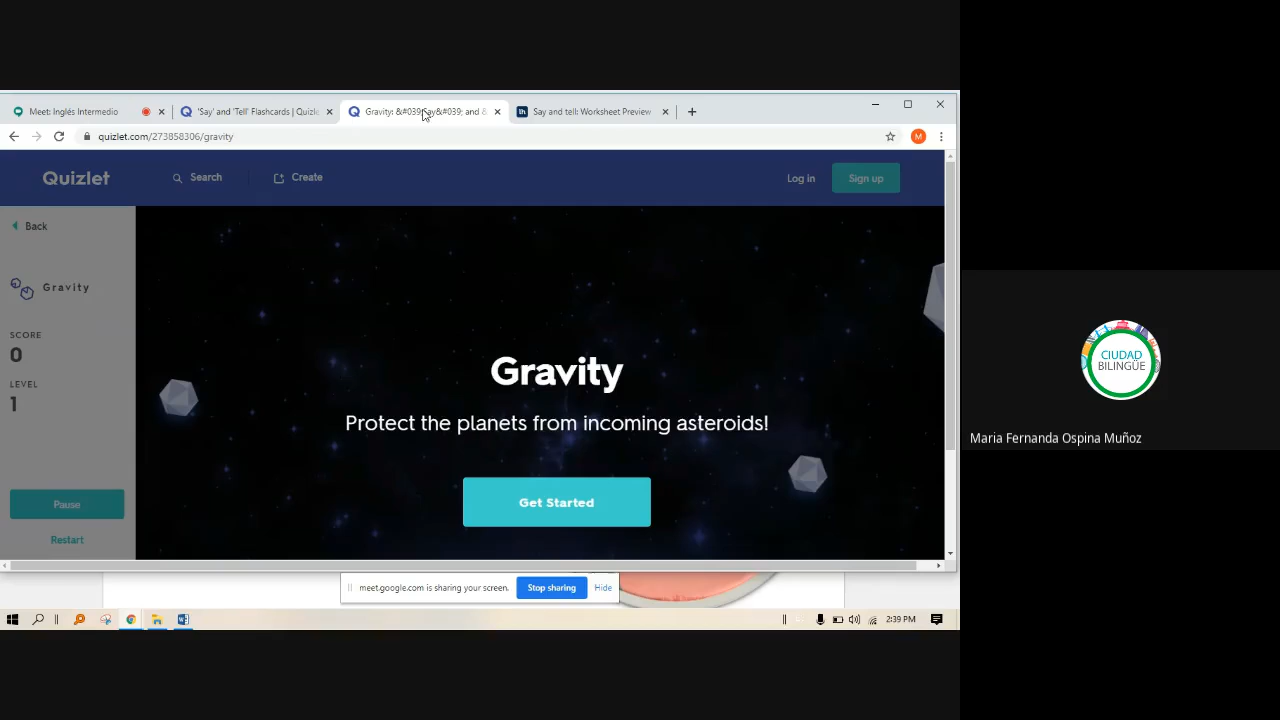 Meet: Inglés Intermedio
'Say' and 'Tell' Flashcards | Quizle
Gravity: &#039;Say&#039; and &
Say and tell: Worksheet Preview
quizlet.com/273858306/gravity
M
Quizlet
Search
Create
Log in
Sign up
Back
Gravity
SCORE
0
LEVEL
1
Pause
Restart
Gravity
Protect the planets from incoming asteroids!
Get Started
meet.google.com is sharing your screen.
Stop sharing
Hide
2:39 PM
CIUDAD
BILINGÜE
Maria Fernanda Ospina Muñoz